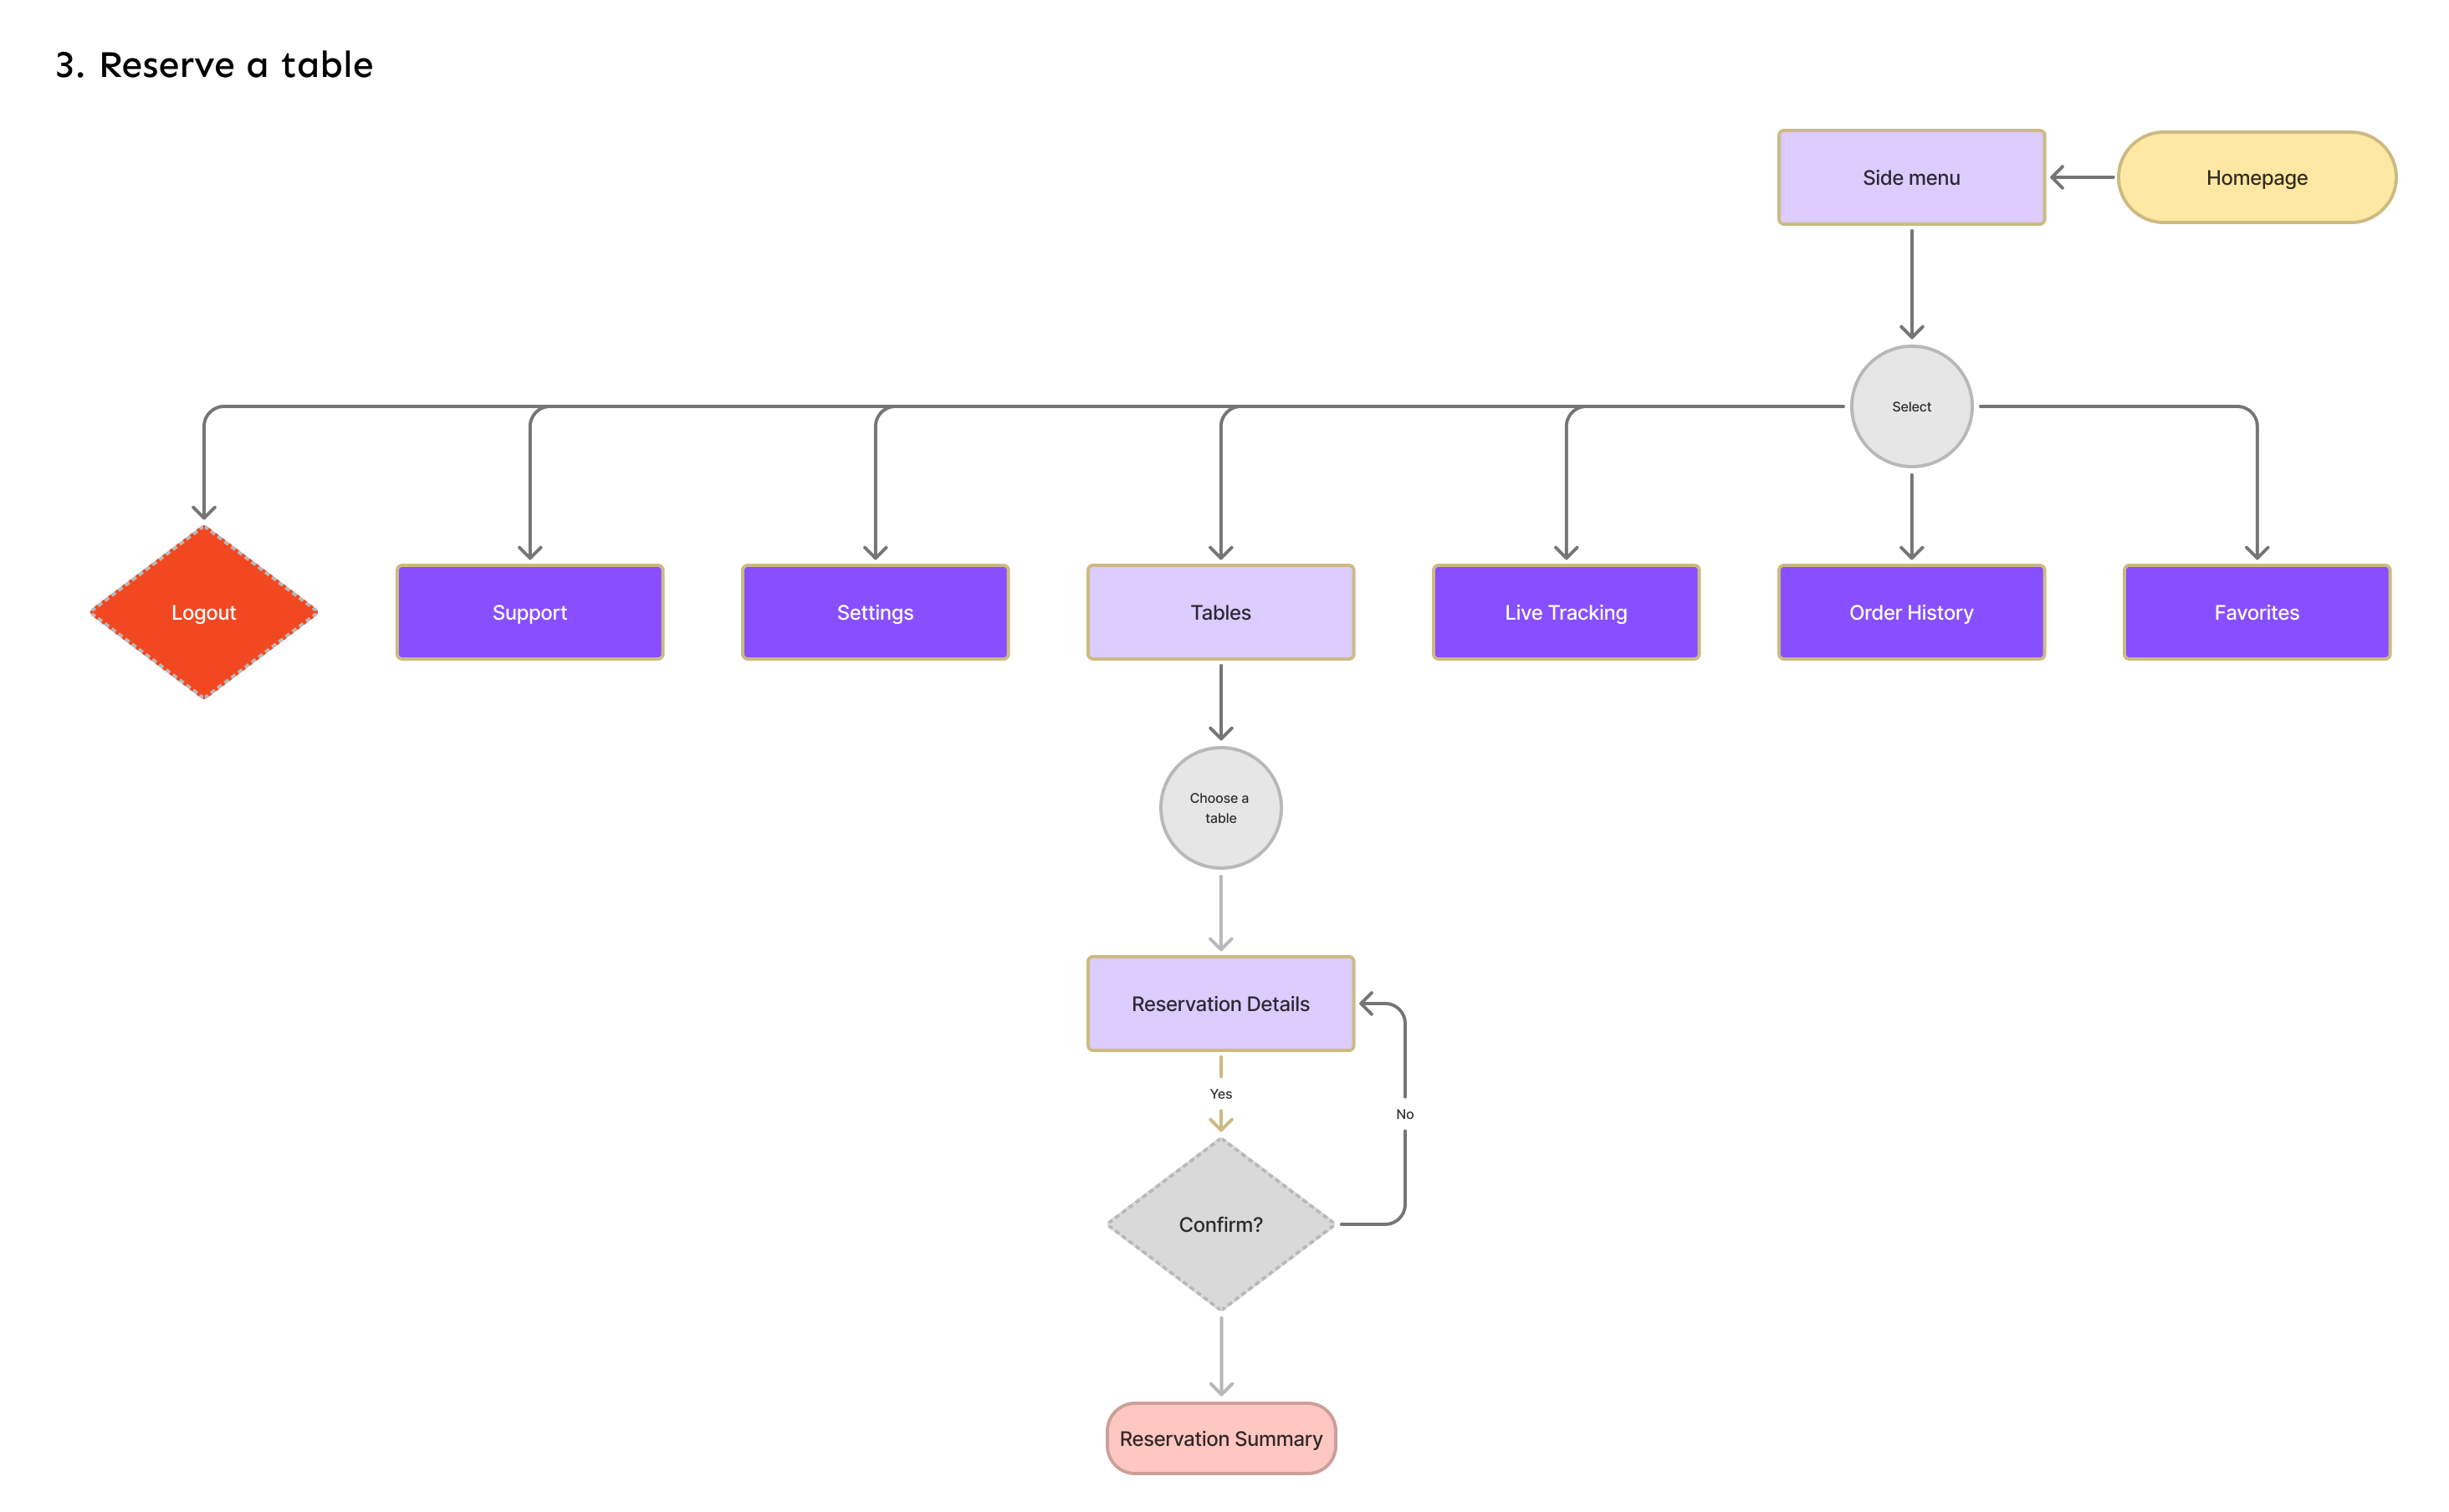 3. Reserve a table
Side menu
Homepage
Select
Logout
Support
Settings
Tables
Live Tracking
Order History
Favorites
Choose a
table
Reservation Details
Yes
No
Confirm?
Reservation Summary